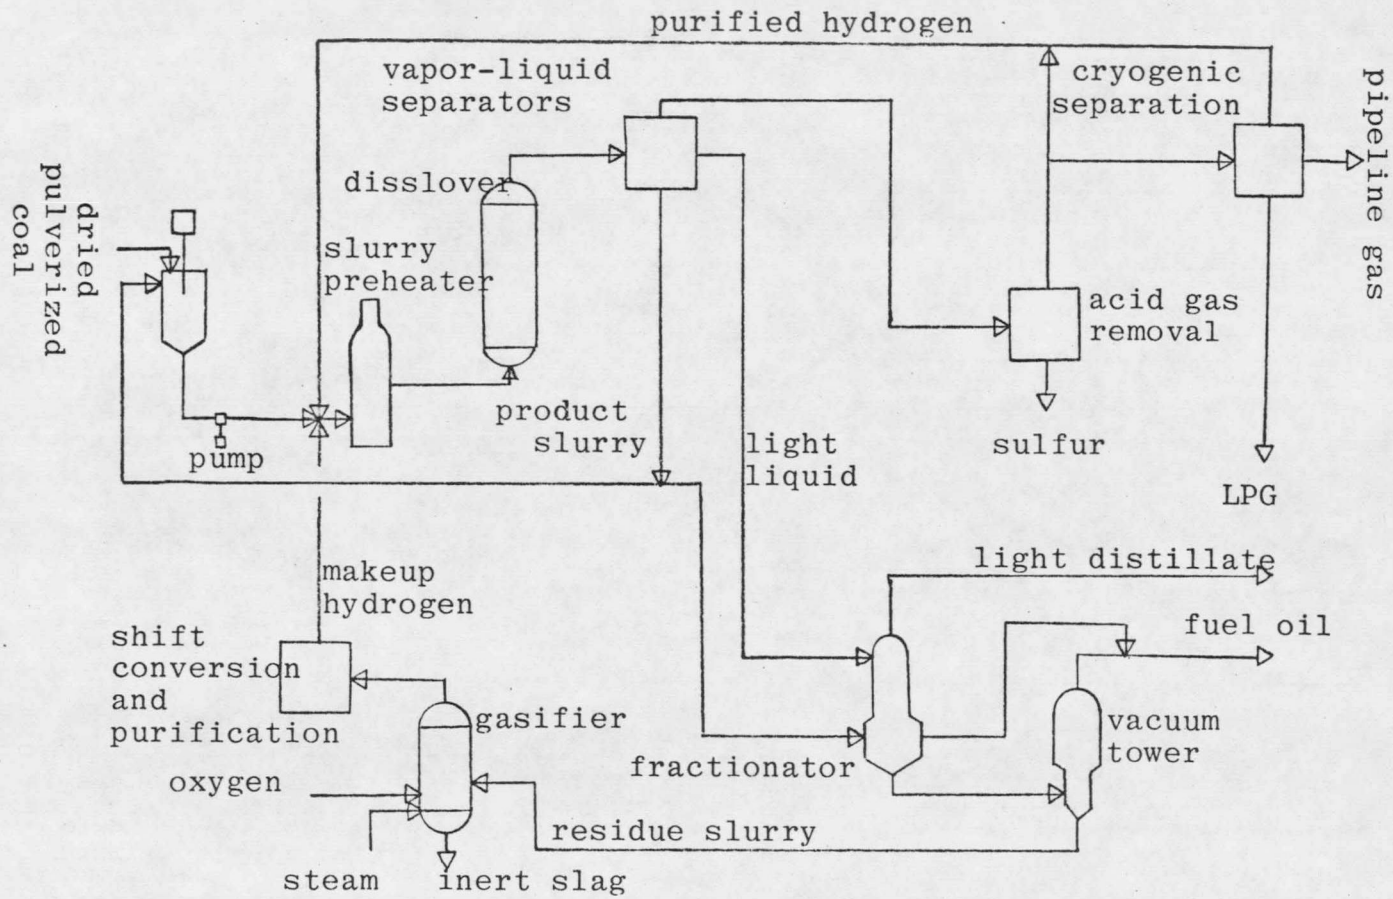 purified hydrogen
vapor-liquid
separators
cryogenic
separation
pipeline gas
disslover
dried
pulverized
coal
slurry
preheater
acid gas
removal
product
slurry
pump
light
liquid
sulfur
LPG
light distillate
makeup
hydrogen
fuel oil
shift
conversion
and
purification
gasifier
vacuum
tower
fractionator
oxygen
residue slurry
steam
inert slag